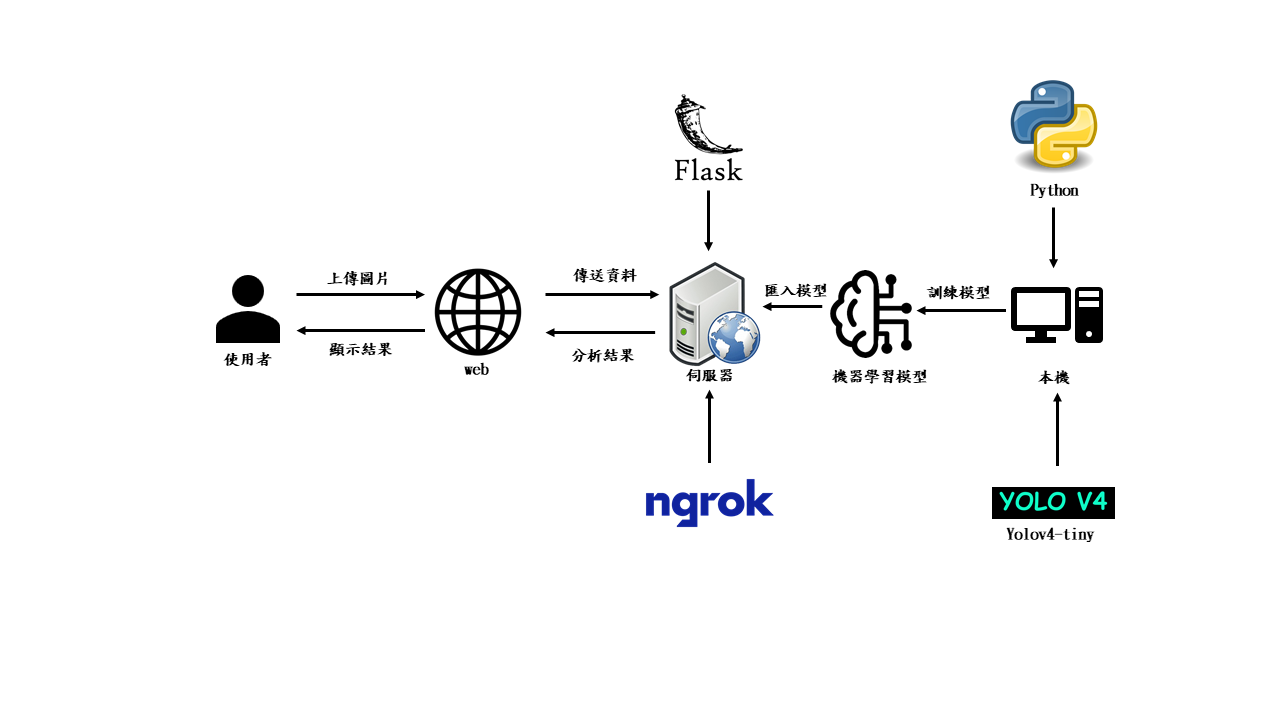 Flask
Python
上傳圖片
傳送資料
匯入模型
訓練模型
顯示結果
分析結果
使用者
web
伺服器
機器學習模型
本機
ngrok
YOLO V4
Yolov4-tiny